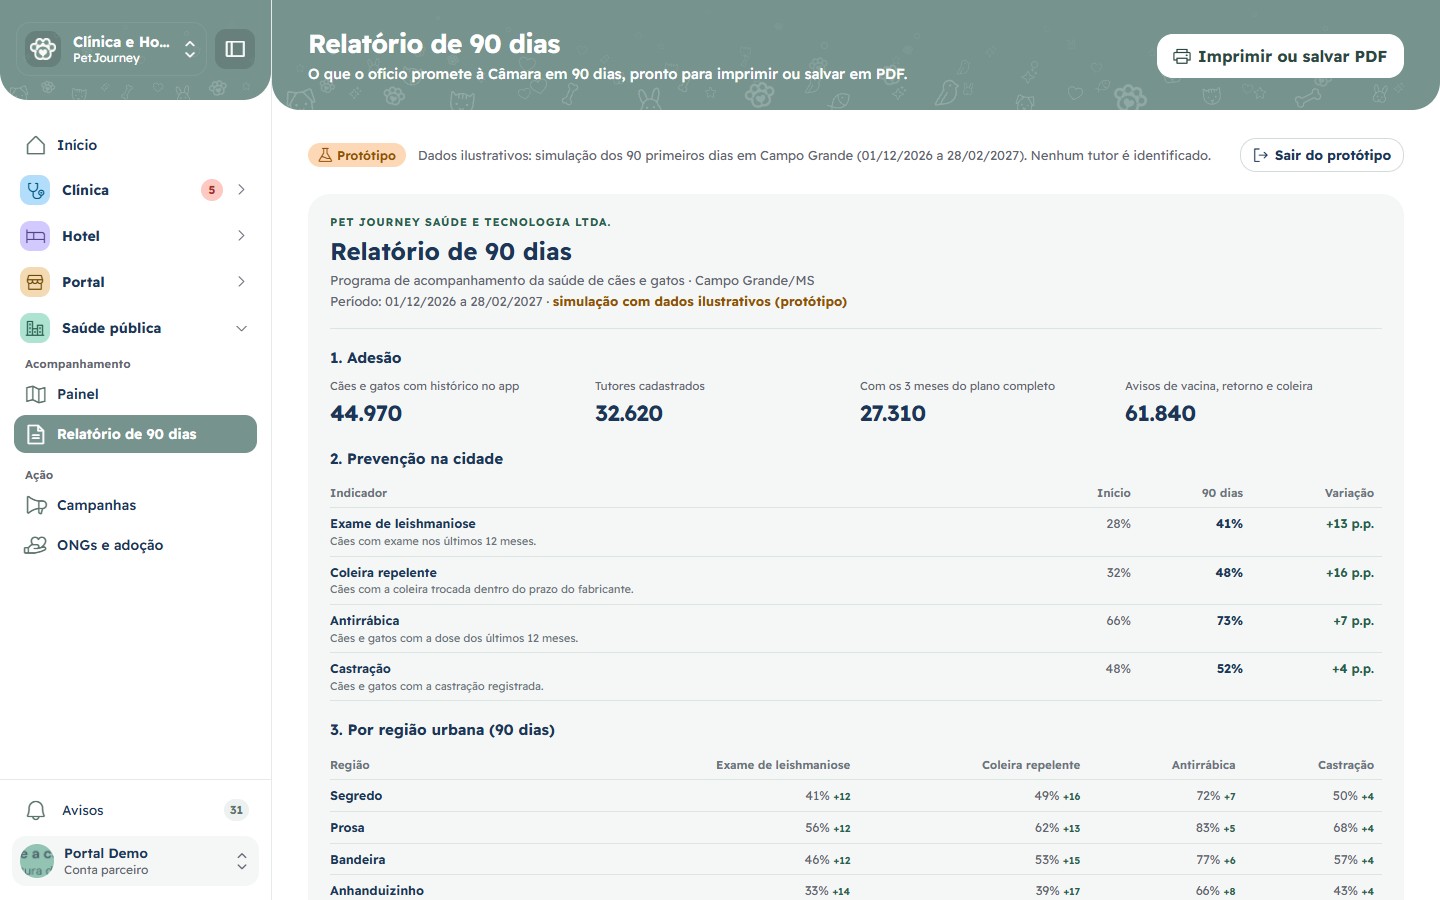 Clínica e Ho...
PetJourney
Início
Clínica
5
Hotel
Portal
Saúde pública
Acompanhamento
Painel
Relatório de 90 dias
Ação
Campanhas
ONGs e adoção
Avisos
31
Portal Demo
Conta parceiro
Relatório de 90 dias
O que o ofício promete à Câmara em 90 dias, pronto para imprimir ou salvar em PDF.
Imprimir ou salvar PDF
Protótipo
Dados ilustrativos: simulação dos 90 primeiros dias em Campo Grande (01/12/2026 a 28/02/2027). Nenhum tutor é identificado.
Sair do protótipo
PET JOURNEY SAÚDE E TECNOLOGIA LTDA.
Relatório de 90 dias
Programa de acompanhamento da saúde de cães e gatos · Campo Grande/MS
Período: 01/12/2026 a 28/02/2027 · simulação com dados ilustrativos (protótipo)
1. Adesão
Cães e gatos com histórico no app Tutores cadastrados Com os 3 meses do plano completo Avisos de vacina, retorno e coleira
44.970 32.620 27.310 61.840
2. Prevenção na cidade
Indicador Início 90 dias Variação
Exame de leishmaniose 28% 41% +13 p.p.
Cães com exame nos últimos 12 meses.
Coleira repelente 32% 48% +16 p.p.
Cães com a coleira trocada dentro do prazo do fabricante.
Antirrábica 66% 73% +7 p.p.
Cães e gatos com a dose dos últimos 12 meses.
Castração 48% 52% +4 p.p.
Cães e gatos com a castração registrada.
3. Por região urbana (90 dias)
Região Exame de leishmaniose Coleira repelente Antirrábica Castração
Segredo 41% +12 49% +16 72% +7 50% +4
Prosa 56% +12 62% +13 83% +5 68% +4
Bandeira 46% +12 53% +15 77% +6 57% +4
Anhanduizinho 33% +14 39% +17 66% +8 43% +4